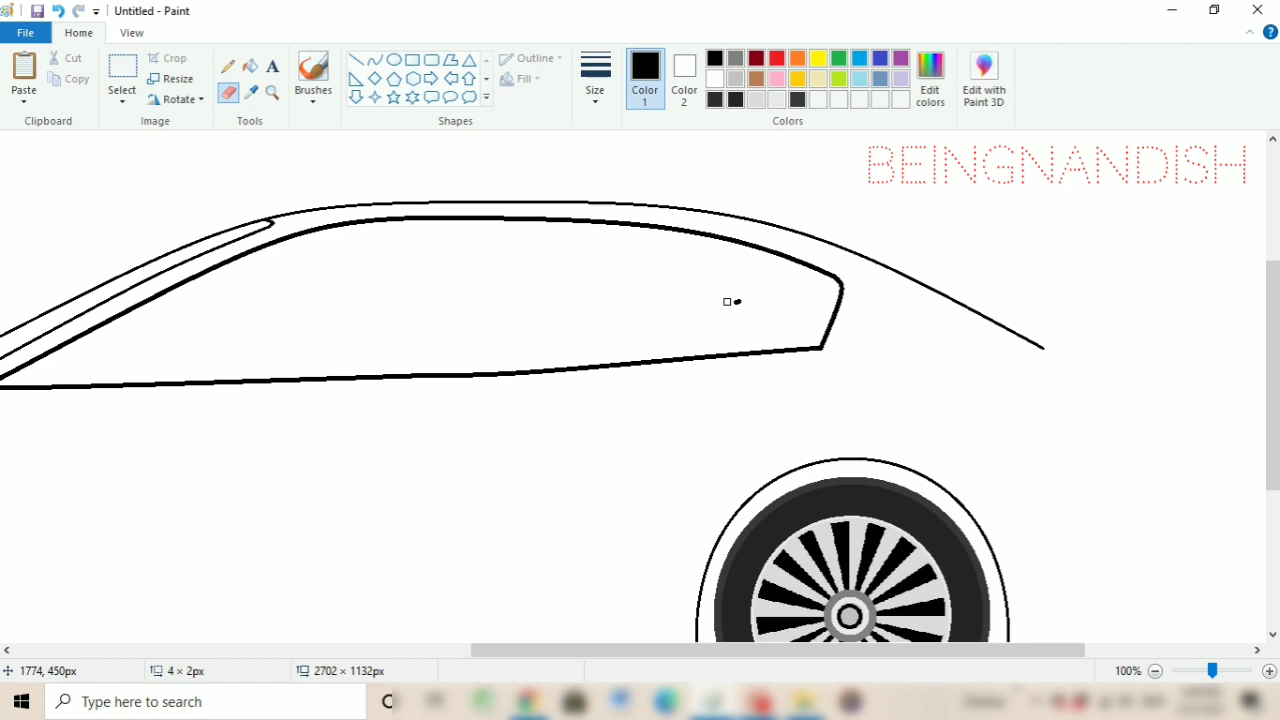 Untitled - Paint
File
Home
View
Paste
Cut
Copy
Clipboard
Select
Crop
Resize
Rotate
Image
A
Tools
Brushes
Outline
Fill
Shapes
Size
Color 1
Color 2
Edit colors
Colors
Edit with Paint 3D
BEINGNANDISH
1774, 450px
4 × 2px
2702 × 1132px
100%
Type here to search